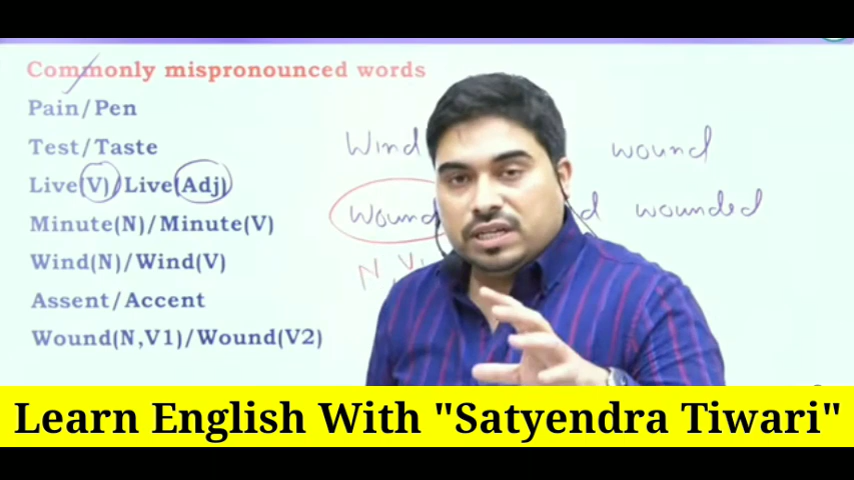 Commonly mispronounced words
Pain/Pen
Test/Taste
Live(V)/Live(Adj)
Minute(N)/Minute(V)
Wind(N)/Wind(V)
Assent/Accent
Wound(N,V1)/Wound(V2)
Wind wound
Wound wounded
N, V1
Learn English With "Satyendra Tiwari"